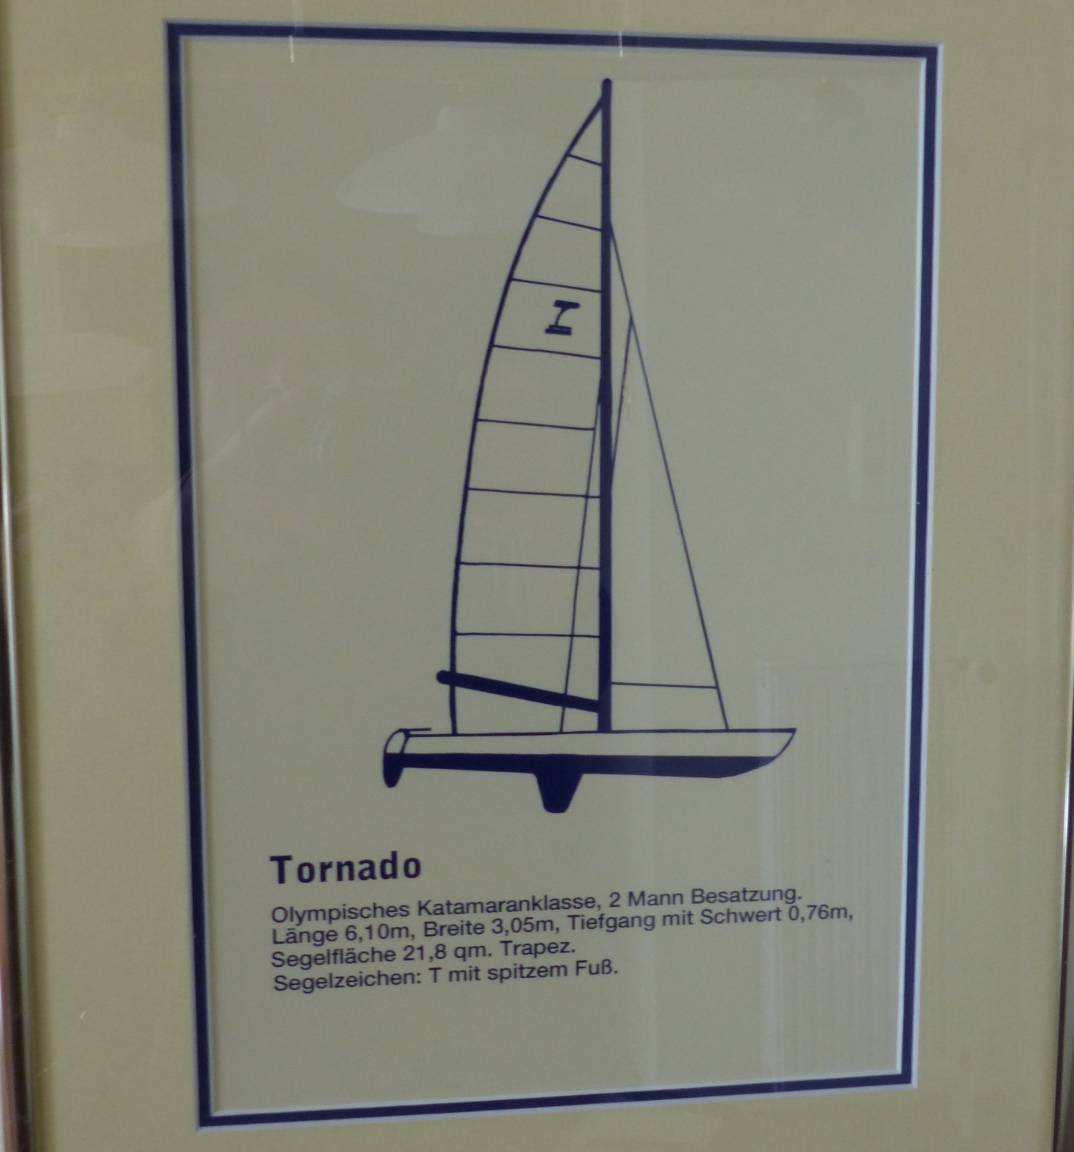 T
Tornado
Olympisches Katamaranklasse, 2 Mann Besatzung.
Länge 6,10m, Breite 3,05m, Tiefgang mit Schwert 0,76m,
Segelfläche 21,8 qm. Trapez.
Segelzeichen: T mit spitzem Fuß.